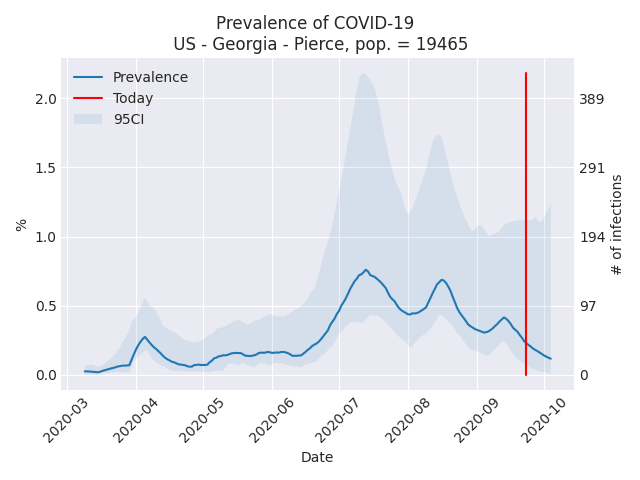 Prevalence of COVID-19
US - Georgia - Pierce, pop. = 19465
Prevalence
Today
95CI
2.0
1.5
1.0
0.5
0.0
%
389
291
194
97
0
# of infections
2020-03
2020-04
2020-05
2020-06
2020-07
2020-08
2020-09
2020-10
Date